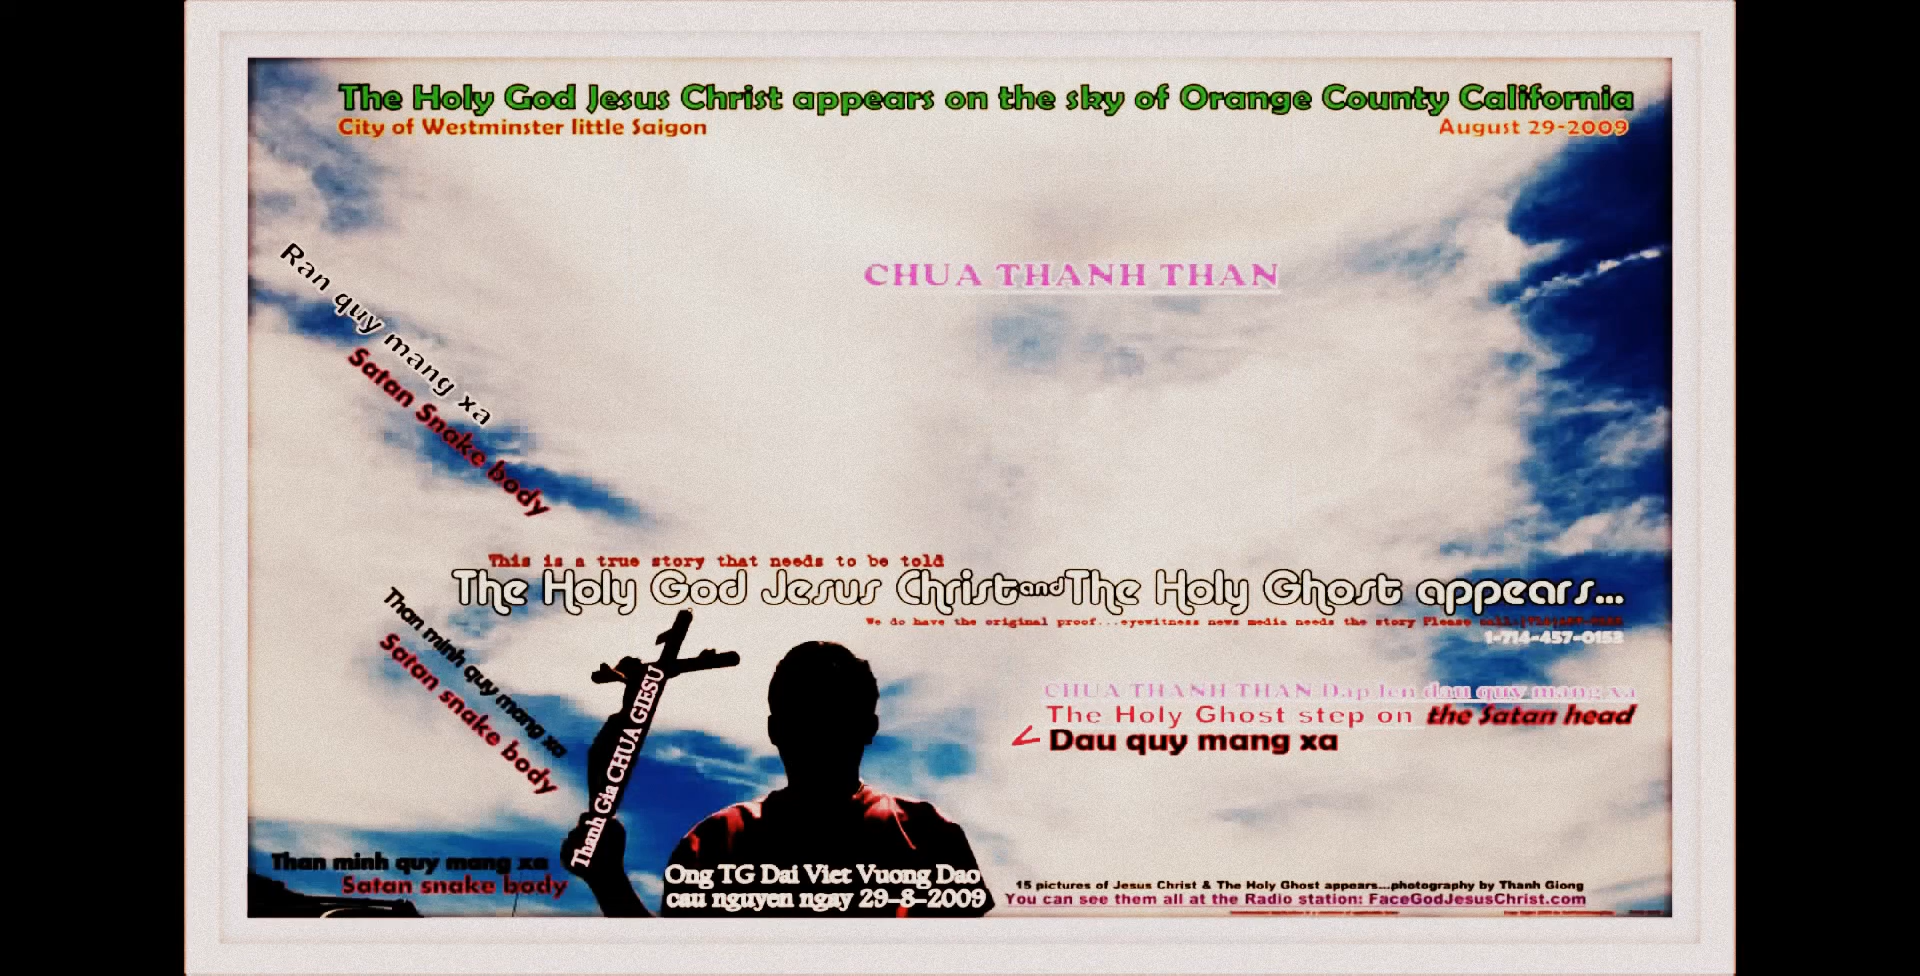 The Holy God Jesus Christ appears on the sky of Orange County California
City of Westminster little Saigon
August 29-2009
CHUA THANH THAN
Ran quy mang xa
Satan Snake body
This is a true story that needs to be told
The Holy God Jesus Christ and The Holy Ghost appears...
We do have the original proof...eyewitness news media needs the story Please
1-714-457-0153
Than minh quy mang xa
Satan snake body
Thanh Gia CHUA GIESU
CHUA THANH THAN Dap len dau quy mang xa
The Holy Ghost step on the Satan head
Dau quy mang xa
Than minh quy mang xa
Satan snake body
Ong TG Dai Viet Vuong Dao
cau nguyen ngay 29-8-2009
15 pictures of Jesus Christ & The Holy Ghost appears...photography by Thanh Giong
You can see them all at the Radio station: FaceGodJesusChrist.com